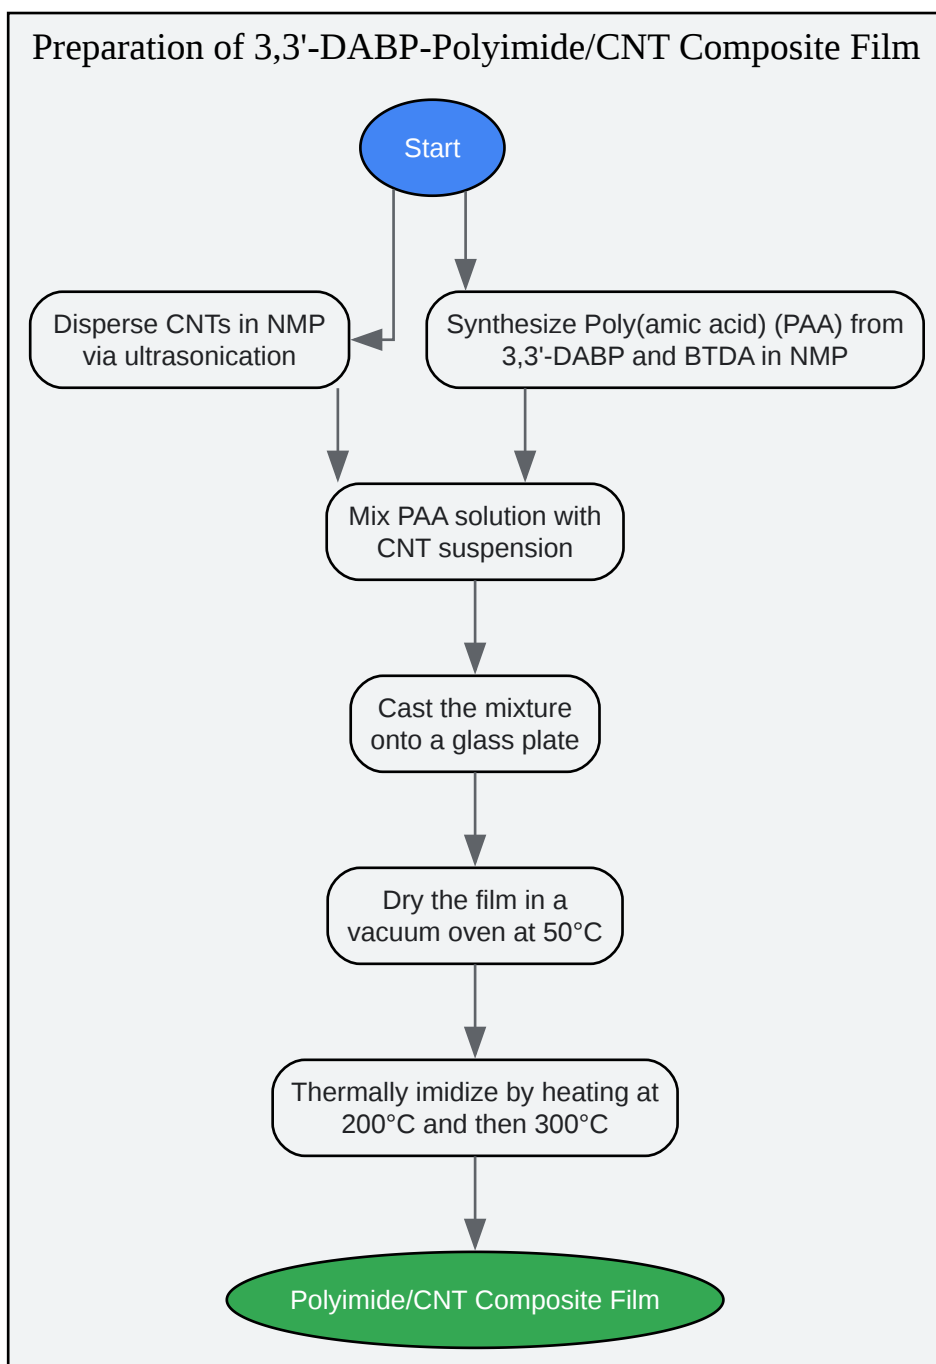 Preparation of 3,3'-DABP-Polyimide/CNT Composite Film
Start
Disperse CNTs in NMP
via ultrasonication
Synthesize Poly(amic acid) (PAA) from
3,3'-DABP and BTDA in NMP
Mix PAA solution with
CNT suspension
Cast the mixture
onto a glass plate
Dry the film in a
vacuum oven at 50°C
Thermally imidize by heating at
200°C and then 300°C
Polyimide/CNT Composite Film